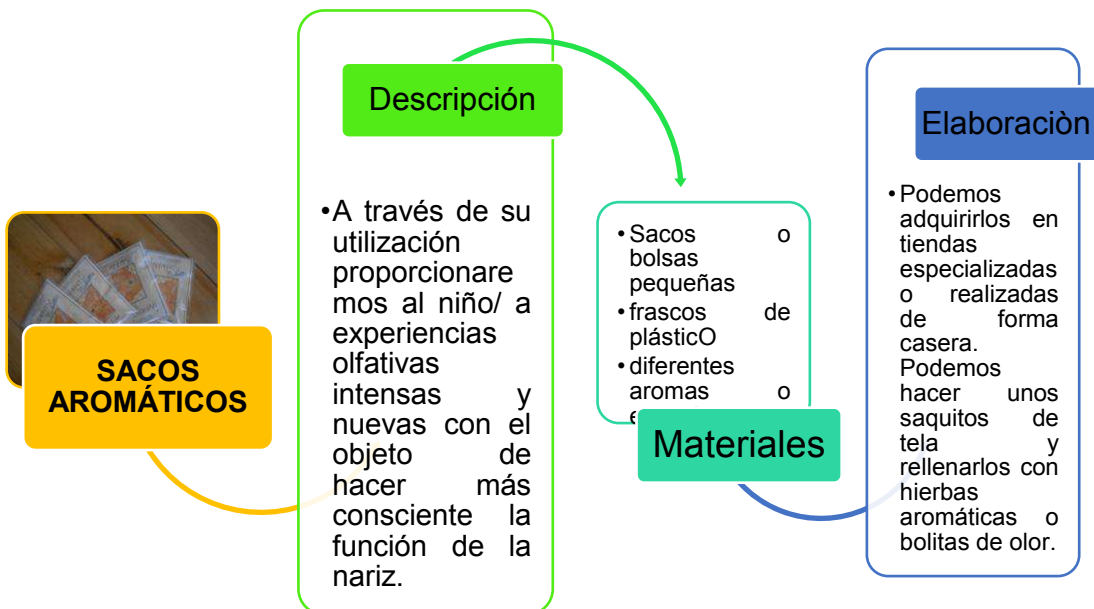 SACOS
AROMÁTICOS
Descripción
•A través de su
utilización
proporcionare
mos al niño/ a
experiencias
olfativas
intensas y
nuevas con el
objeto de
hacer más
consciente la
función de la
nariz.
•Sacos o
bolsas
pequeñas
•frascos de
plásticO
•diferentes
aromas o
Materiales
Elaboraciòn
•Podemos
adquirirlos en
tiendas
especializadas
o realizadas
de forma
casera.
Podemos
hacer unos
saquitos de
tela y
rellenarlos con
hierbas
aromáticas o
bolitas de olor.